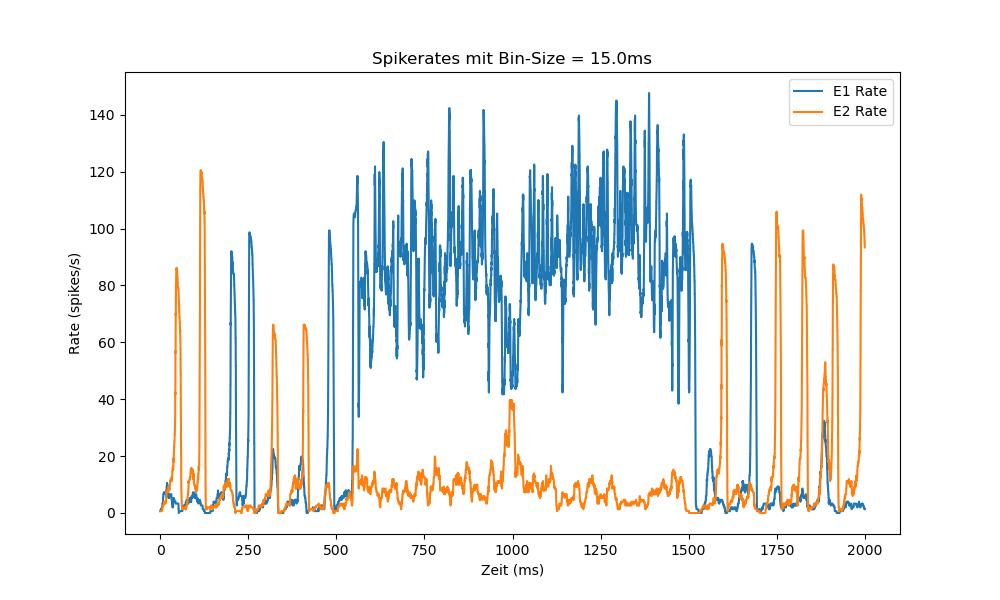 Spikerates mit Bin-Size = 15.0ms
E1 Rate
E2 Rate
Rate (spikes/s)
140
120
100
80
60
40
20
0
0 250 500 750 1000 1250 1500 1750 2000
Zeit (ms)